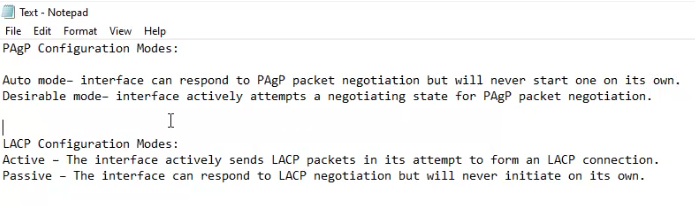 Text - Notepad
File Edit Format View Help
PAgP Configuration Modes:
Auto mode– interface can respond to PAgP packet negotiation but will never start one on its own.
Desirable mode– interface actively attempts a negotiating state for PAgP packet negotiation.
LACP Configuration Modes:
Active – The interface actively sends LACP packets in its attempt to form an LACP connection.
Passive – The interface can respond to LACP negotiation but will never initiate on its own.